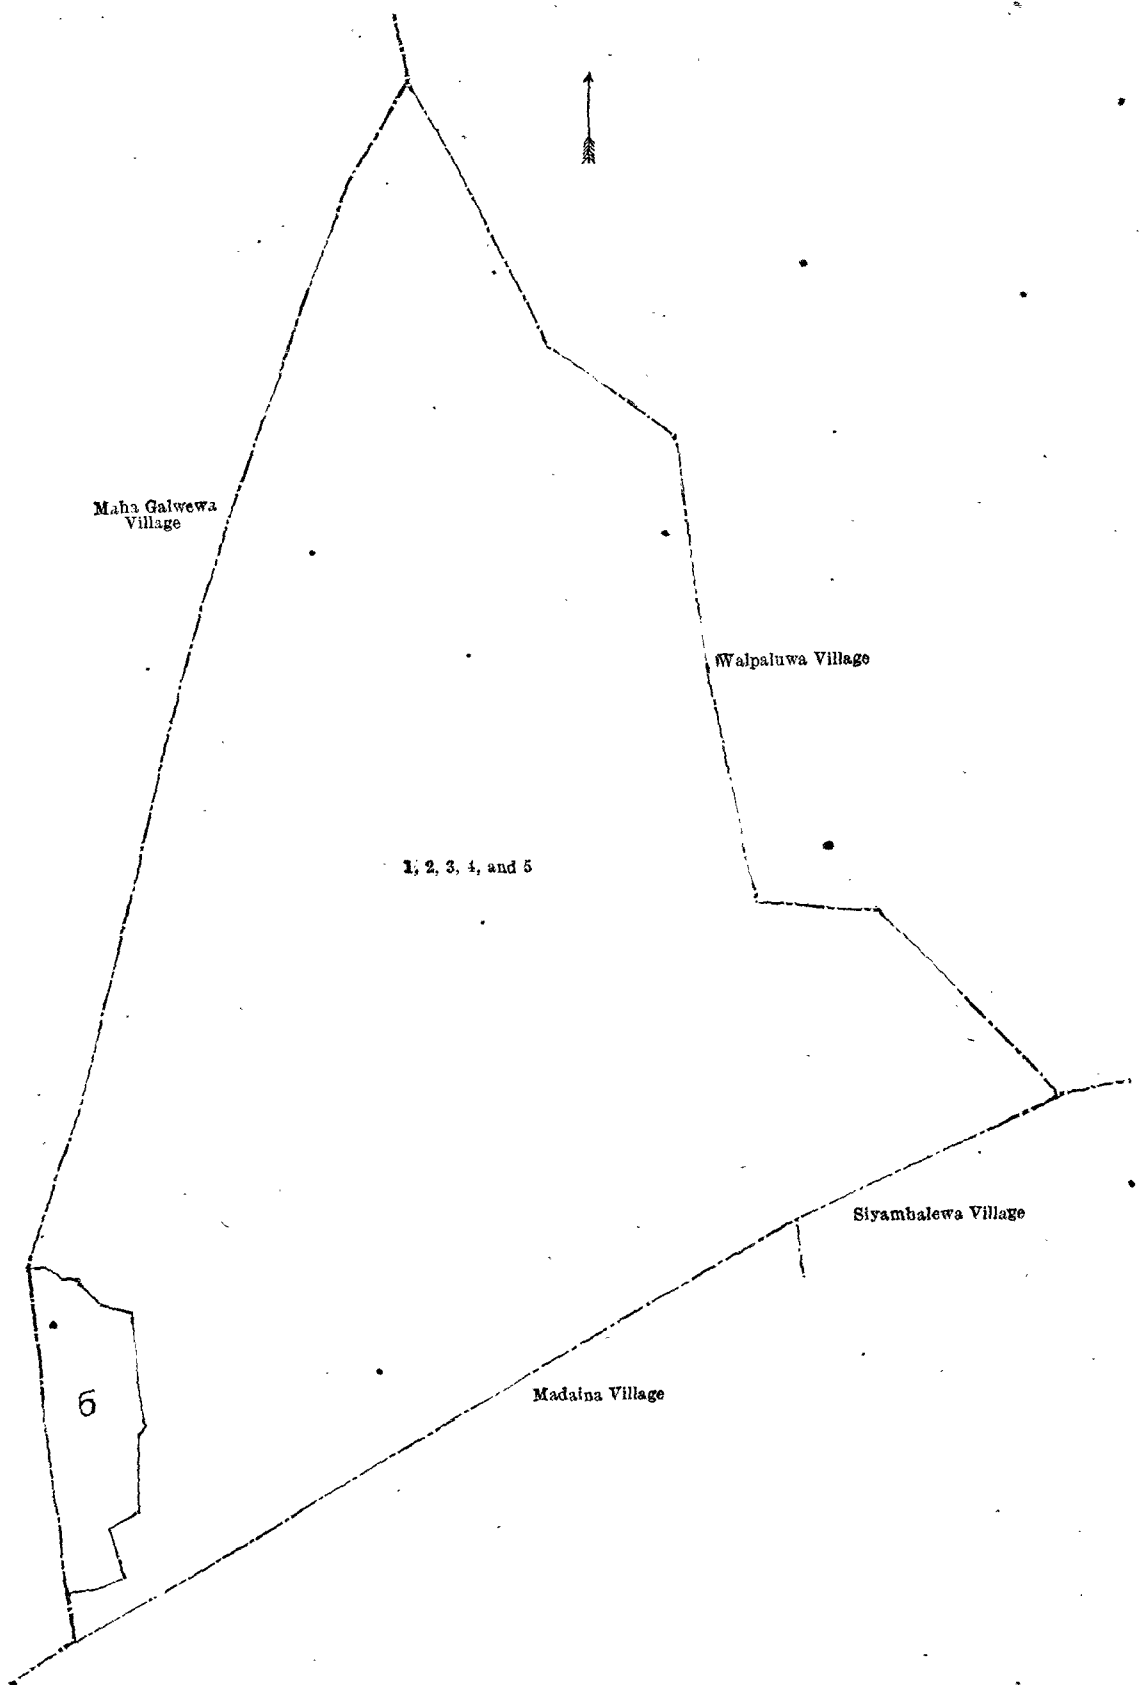 Maha Galwewa
Village
Walpaluwa Village
1, 2, 3, 4, and 5
Siyambalewa Village
Madaina Village
6